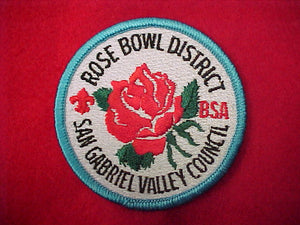 ROSE BOWL DISTRICT
BSA
SAN GABRIEL VALLEY COUNCIL